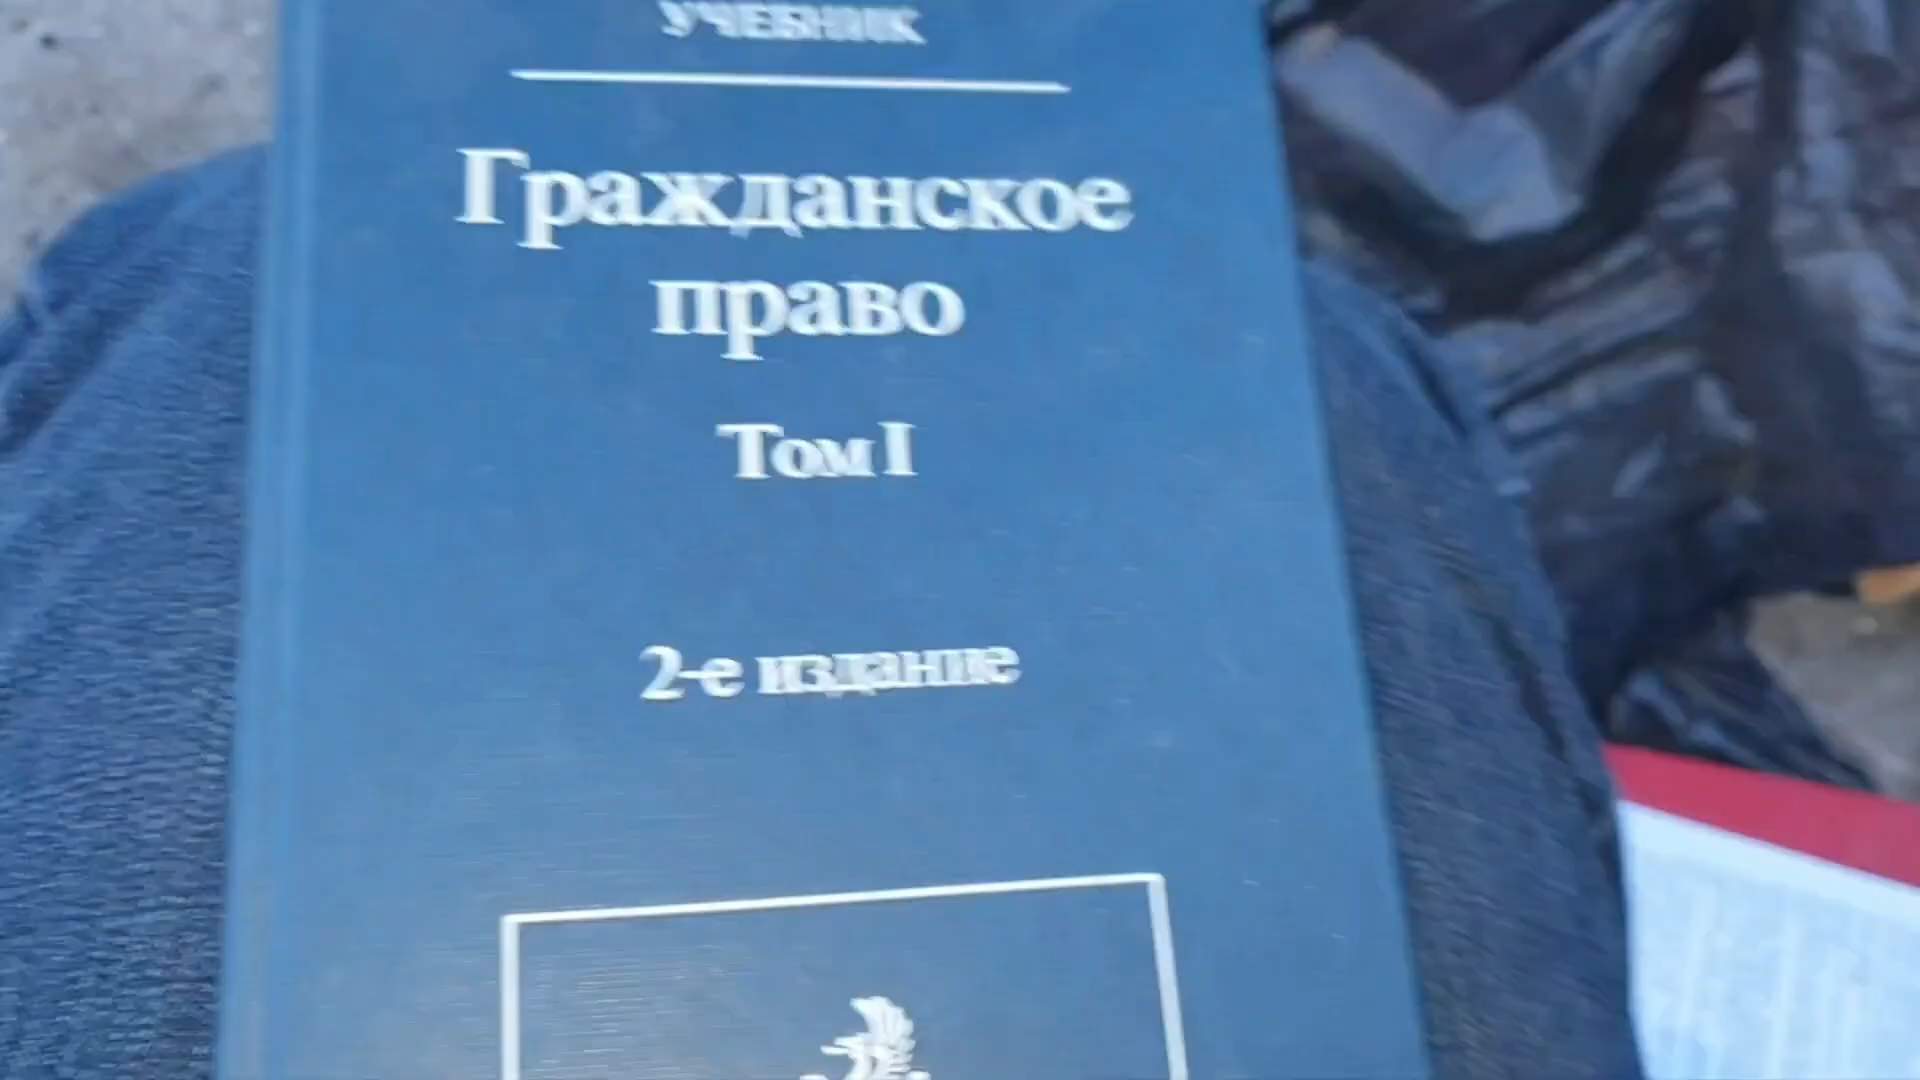 УЧЕБНИК
Гражданское
право
Том I
2-е издание